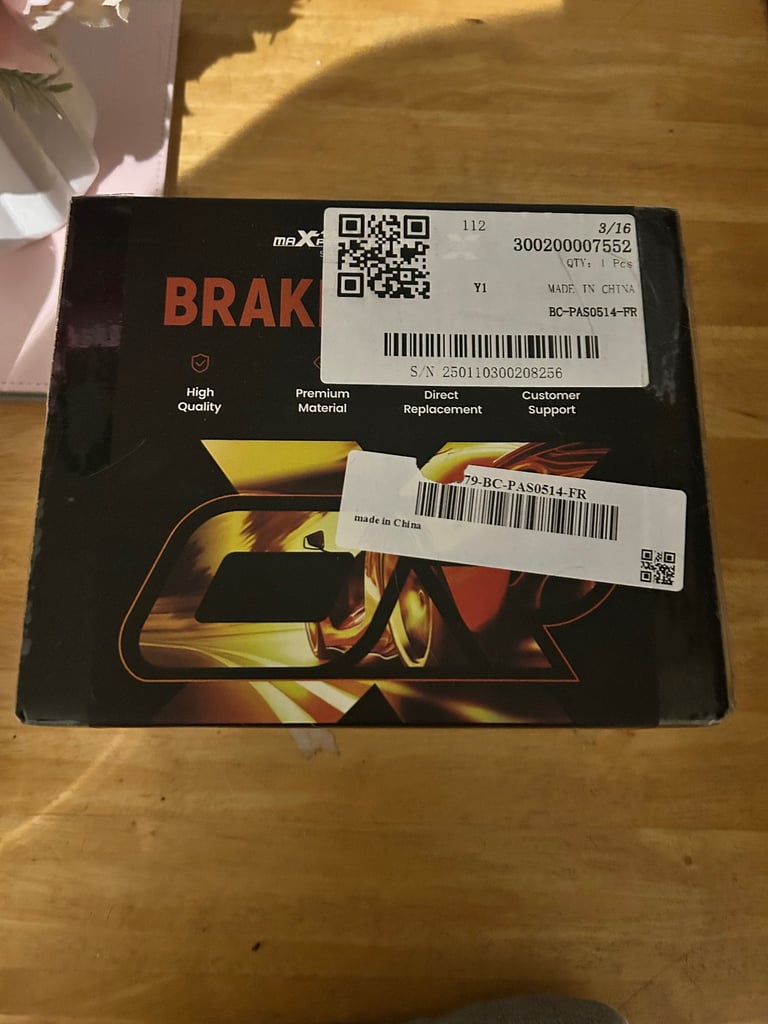 112
3/16
300200007552
QTY: 1 Pcs
Y1
MADE IN CHINA
BC-PAS0514-FR
S/N 250110300208256
High
Quality
Premium
Material
Direct
Replacement
Customer
Support
79-BC-PAS0514-FR
made in China